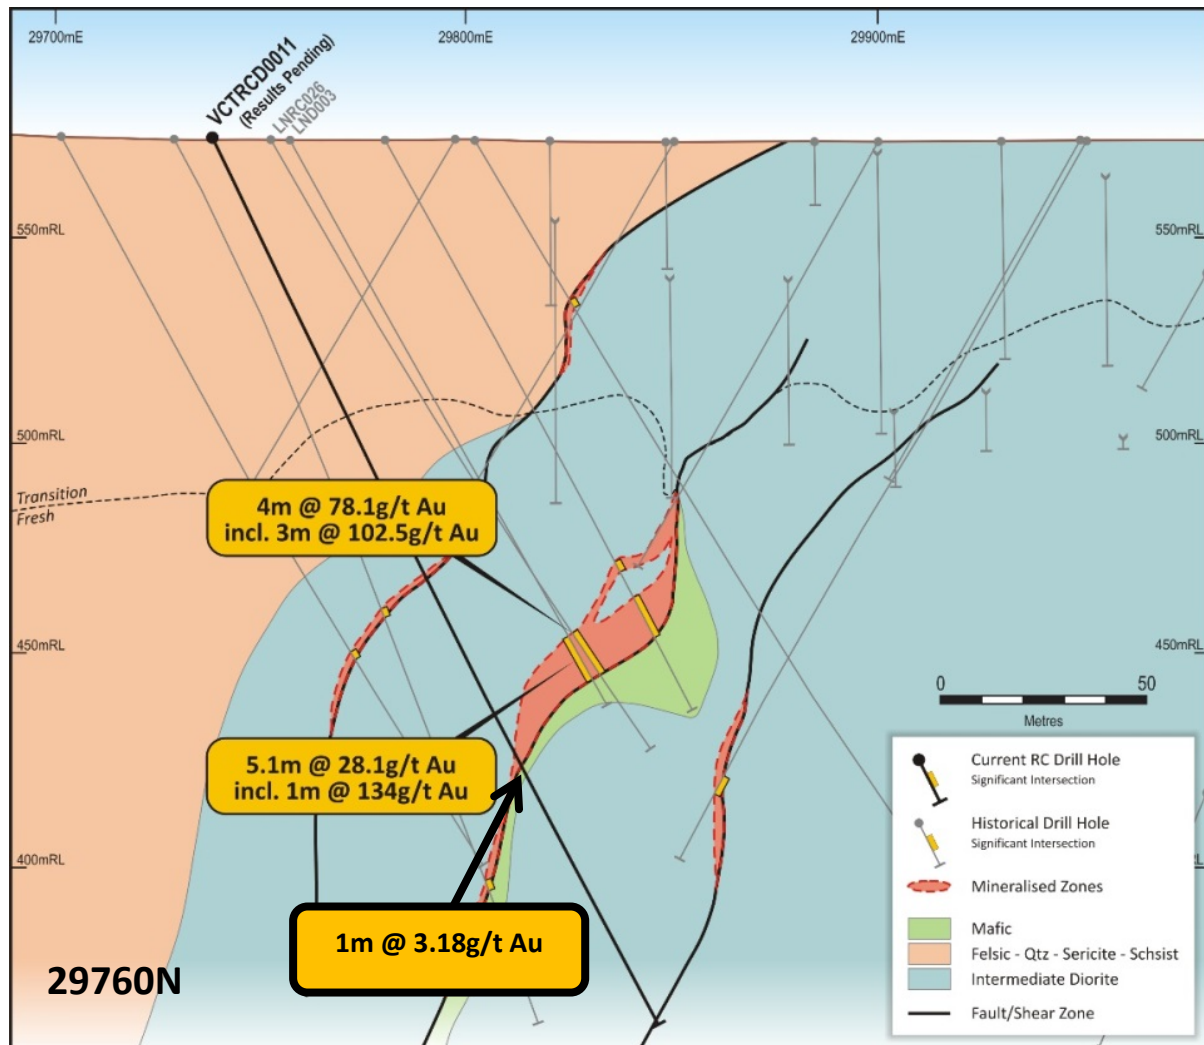 29700mE
29800mE
29900mE
VCTRCD0011
(Results Pending)
LNRC026
LND003
550mRL
550mRL
500mRL
500mRL
Transition
Fresh
4m @ 78.1g/t Au
incl. 3m @ 102.5g/t Au
450mRL
450mRL
5.1m @ 28.1g/t Au
incl. 1m @ 134g/t Au
400mRL
1m @ 3.18g/t Au
29760N
0
50
Metres
Current RC Drill Hole
Significant Intersection
Historical Drill Hole
Significant Intersection
Mineralised Zones
Mafic
Felsic - Qtz - Sericite - Schsist
Intermediate Diorite
Fault/Shear Zone